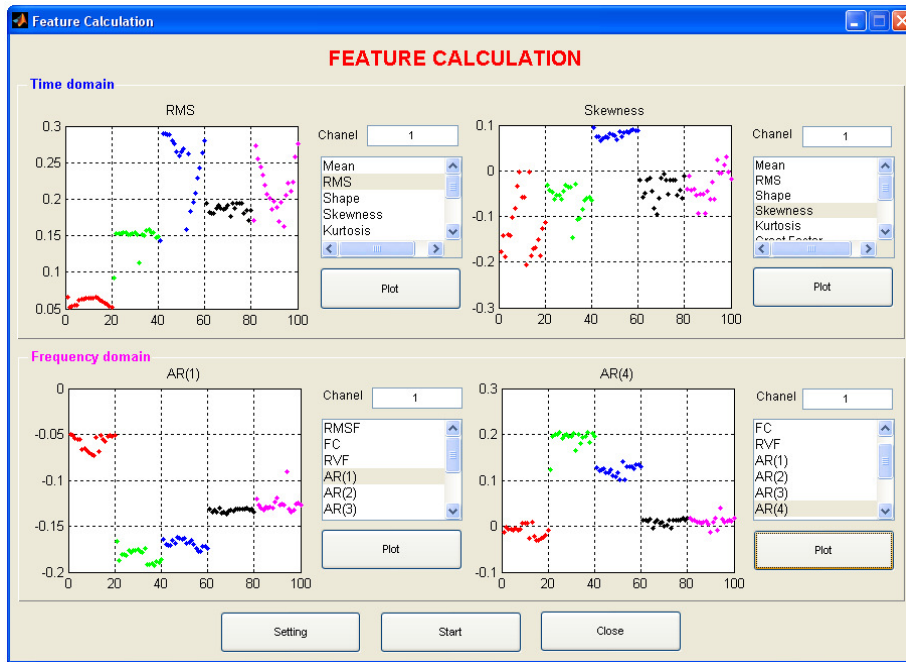 Feature Calculation
FEATURE CALCULATION
Time domain
RMS
0.3
0.25
0.2
0.15
0.1
0.05
0 20 40 60 80 100
Chanel 1
Mean
RMS
Shape
Skewness
Kurtosis
Plot
Skewness
0.1
0
-0.1
-0.2
-0.3
0 20 40 60 80 100
Chanel 1
Mean
RMS
Shape
Skewness
Kurtosis
Crest Factor
Plot
Frequency domain
AR(1)
0
-0.05
-0.1
-0.15
-0.2
0 20 40 60 80 100
Chanel 1
RMSF
FC
RVF
AR(1)
AR(2)
AR(3)
Plot
AR(4)
0.3
0.2
0.1
0
-0.1
0 20 40 60 80 100
Chanel 1
FC
RVF
AR(1)
AR(2)
AR(3)
AR(4)
Plot
Setting Start Close